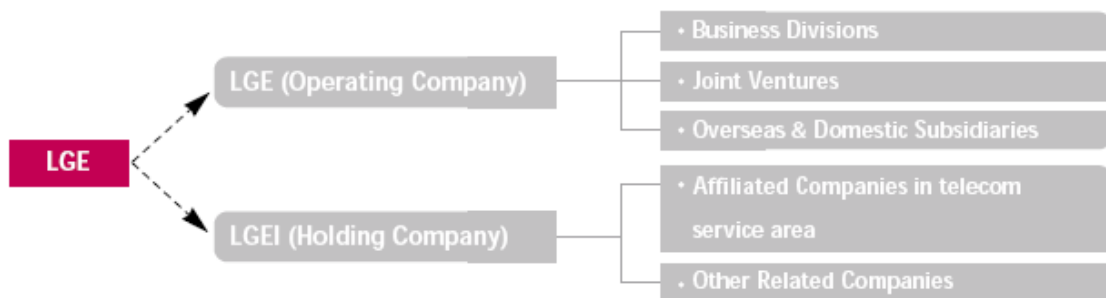 LGE
LGE (Operating Company)
• Business Divisions
• Joint Ventures
• Overseas & Domestic Subsidiaries
LGEI (Holding Company)
• Affiliated Companies in telecom
service area
• Other Related Companies